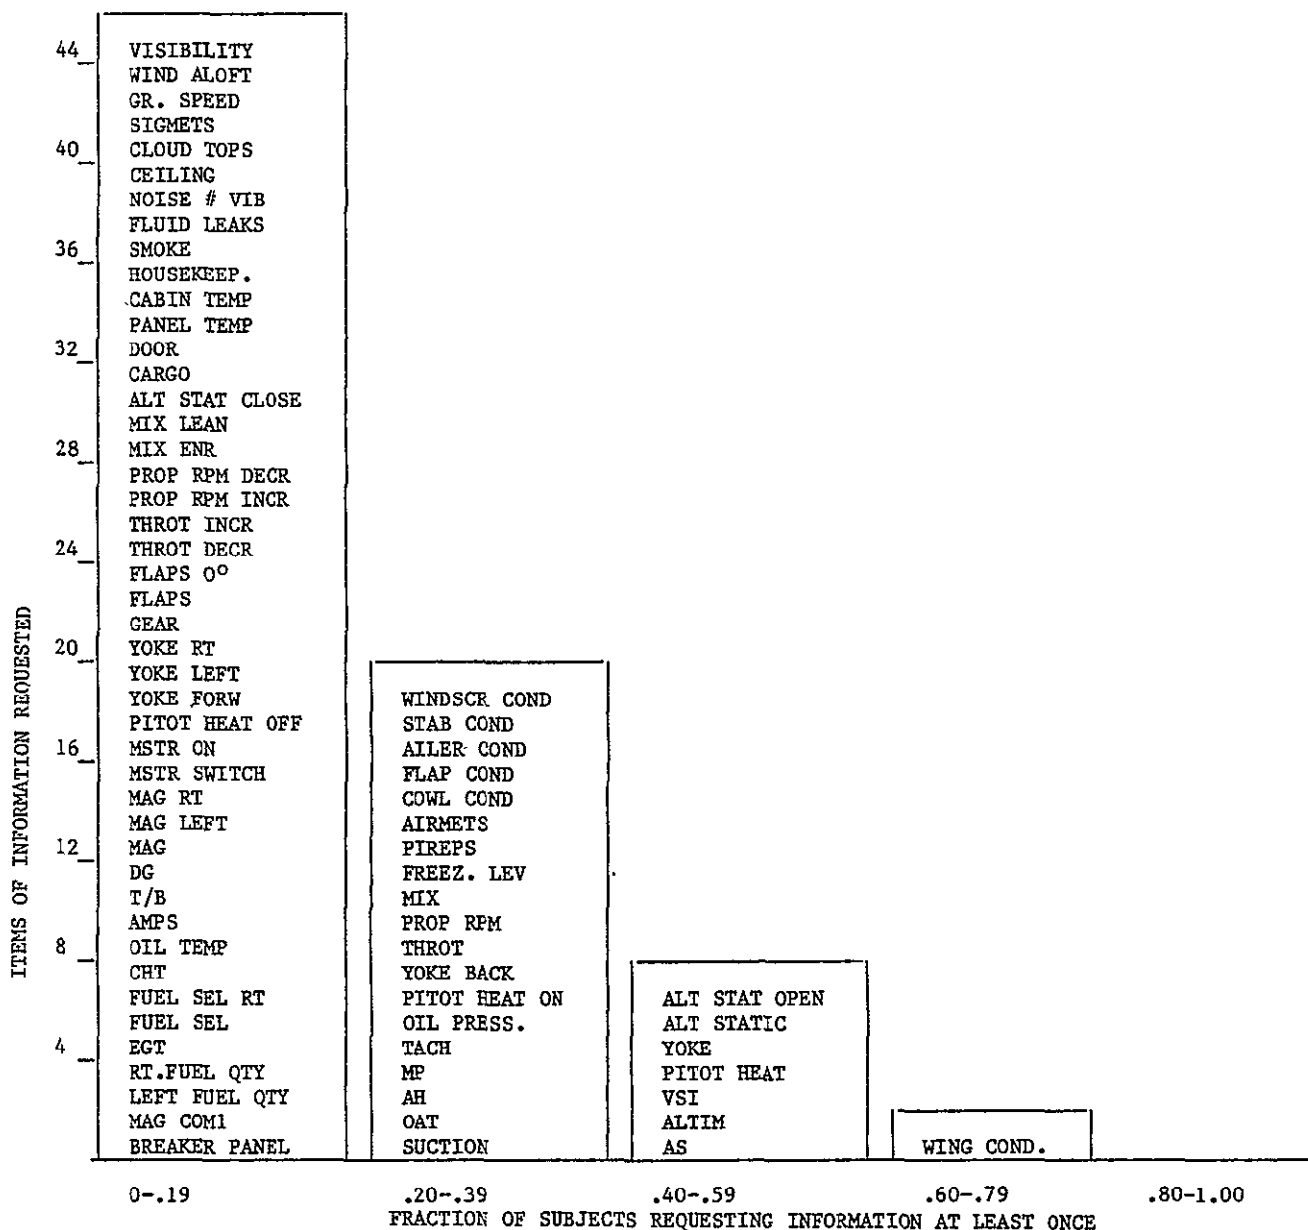 44
VISIBILITY
WIND ALOFT
GR. SPEED
SIGMETS
40
CLOUD TOPS
CEILING
NOISE # VIB
FLUID LEAKS
36
SMOKE
HOUSEKEEP.
CABIN TEMP
PANEL TEMP
32
DOOR
CARGO
ALT STAT CLOSE
MIX LEAN
28
MIX ENR
PROP RPM DECR
PROP RPM INCR
THROT INCR
24
THROT DECR
FLAPS 0°
FLAPS
GEAR
20
YOKE RT
YOKE LEFT
YOKE FORW
PITOT HEAT OFF
16
MSTR ON
MSTR SWITCH
MAG RT
MAG LEFT
12
MAG
DG
T/B
AMPS
8
OIL TEMP
CHT
FUEL SEL RT
FUEL SEL
4
EGT
RT.FUEL QTY
LEFT FUEL QTY
MAG COM1
BREAKER PANEL
WINDSCR COND
STAB COND
AILER COND
FLAP COND
COWL COND
AIRMETS
PIREPS
FREEZ. LEV
MIX
PROP RPM
THROT
YOKE BACK
PITOT HEAT ON
OIL PRESS.
TACH
MP
AH
OAT
SUCTION
ALT STAT OPEN
ALT STATIC
YOKE
PITOT HEAT
VSI
ALTIM
AS
WING COND.
ITEMS OF INFORMATION REQUESTED
0-.19 .20-.39 .40-.59 .60-.79 .80-1.00
FRACTION OF SUBJECTS REQUESTING INFORMATION AT LEAST ONCE